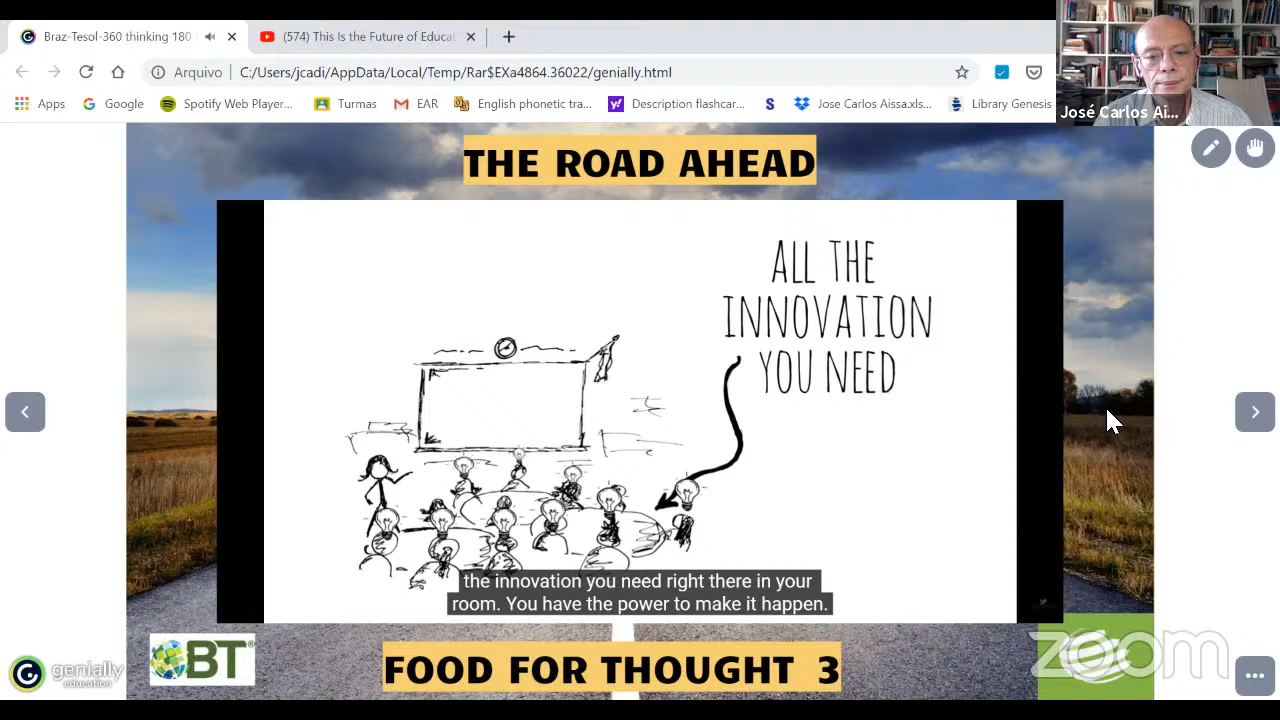 Braz-Tesol-360 thinking 180
(574) This Is the Future of Educat
Arquivo
C:/Users/jcadi/AppData/Local/Temp/Rar$EXa4864.36022/genially.html
Apps
Google
Spotify Web Player...
Turmas
EAR
English phonetic tra...
Description flashcar...
Jose Carlos Aissa.xls...
Library Genesis
José Carlos Ai...
THE ROAD AHEAD
ALL THE
INNOVATION
YOU NEED
the innovation you need right there in your
room. You have the power to make it happen.
BT®
genially
education
FOOD FOR THOUGHT 3
zoom